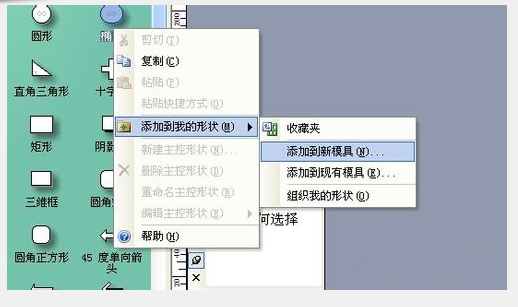 圆形
椭
直角三角形
十字
矩形
阴影
三维框
圆角
圆角正方形
45 度单向箭
头
剪切(T)
复制(C)
粘贴(P)
粘贴快捷方式(O)
添加到我的形状(M)
新建主控形状(N)...
删除主控形状(D)
重命名主控形状(R)
编辑主控形状(E)
帮助(H)
收藏夹
添加到新模具(N)...
添加到现有模具(E)...
组织我的形状(O)
何选择